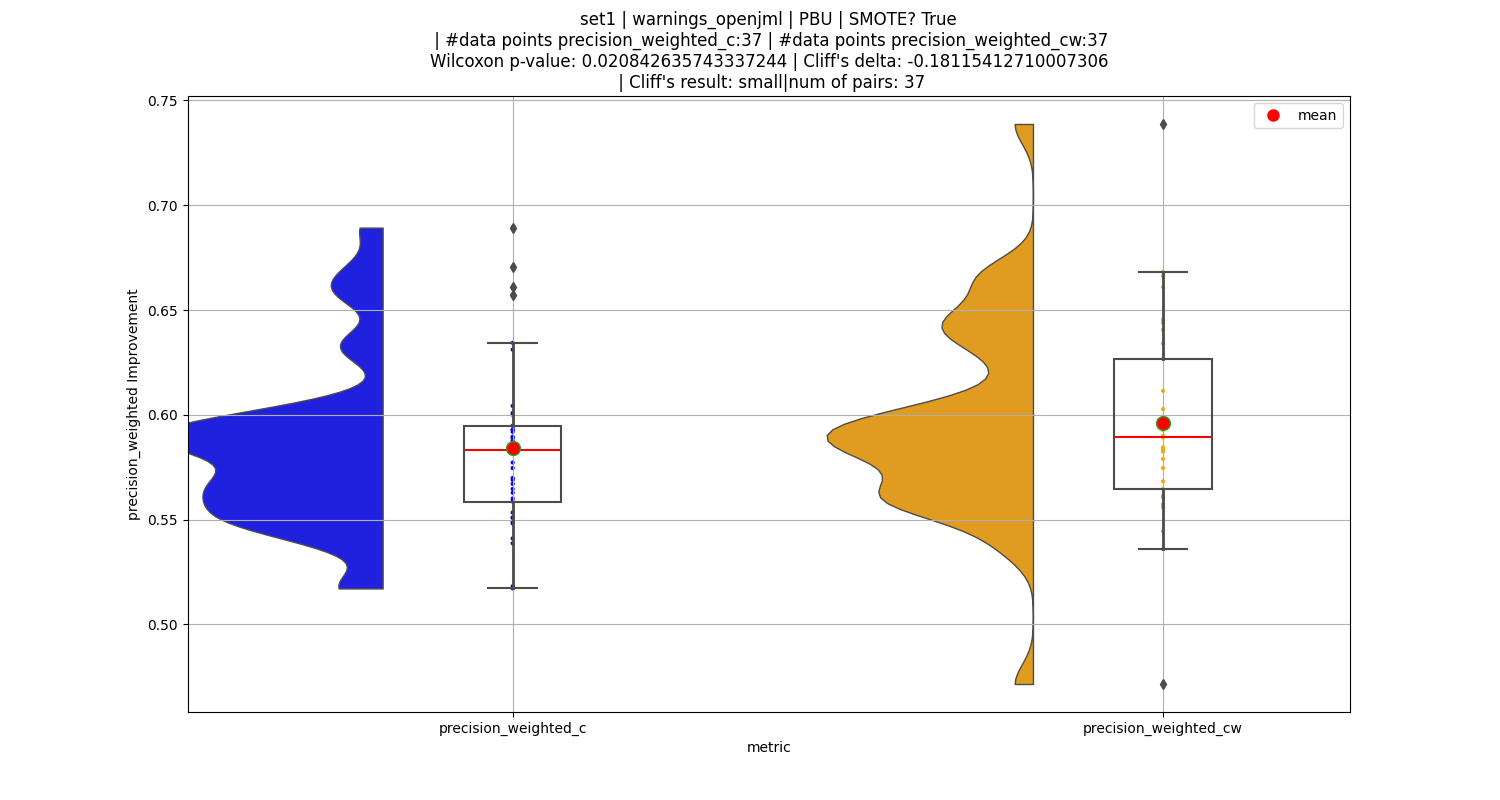 set1 | warnings_openjml | PBU | SMOTE? True
| #data points precision_weighted_c:37 | #data points precision_weighted_cw:37
Wilcoxon p-value: 0.020842635743337244 | Cliff's delta: -0.18115412710007306
| Cliff's result: small|num of pairs: 37
mean
0.75
0.70
0.65
0.60
0.55
0.50
precision_weighted Improvement
precision_weighted_c
precision_weighted_cw
metric